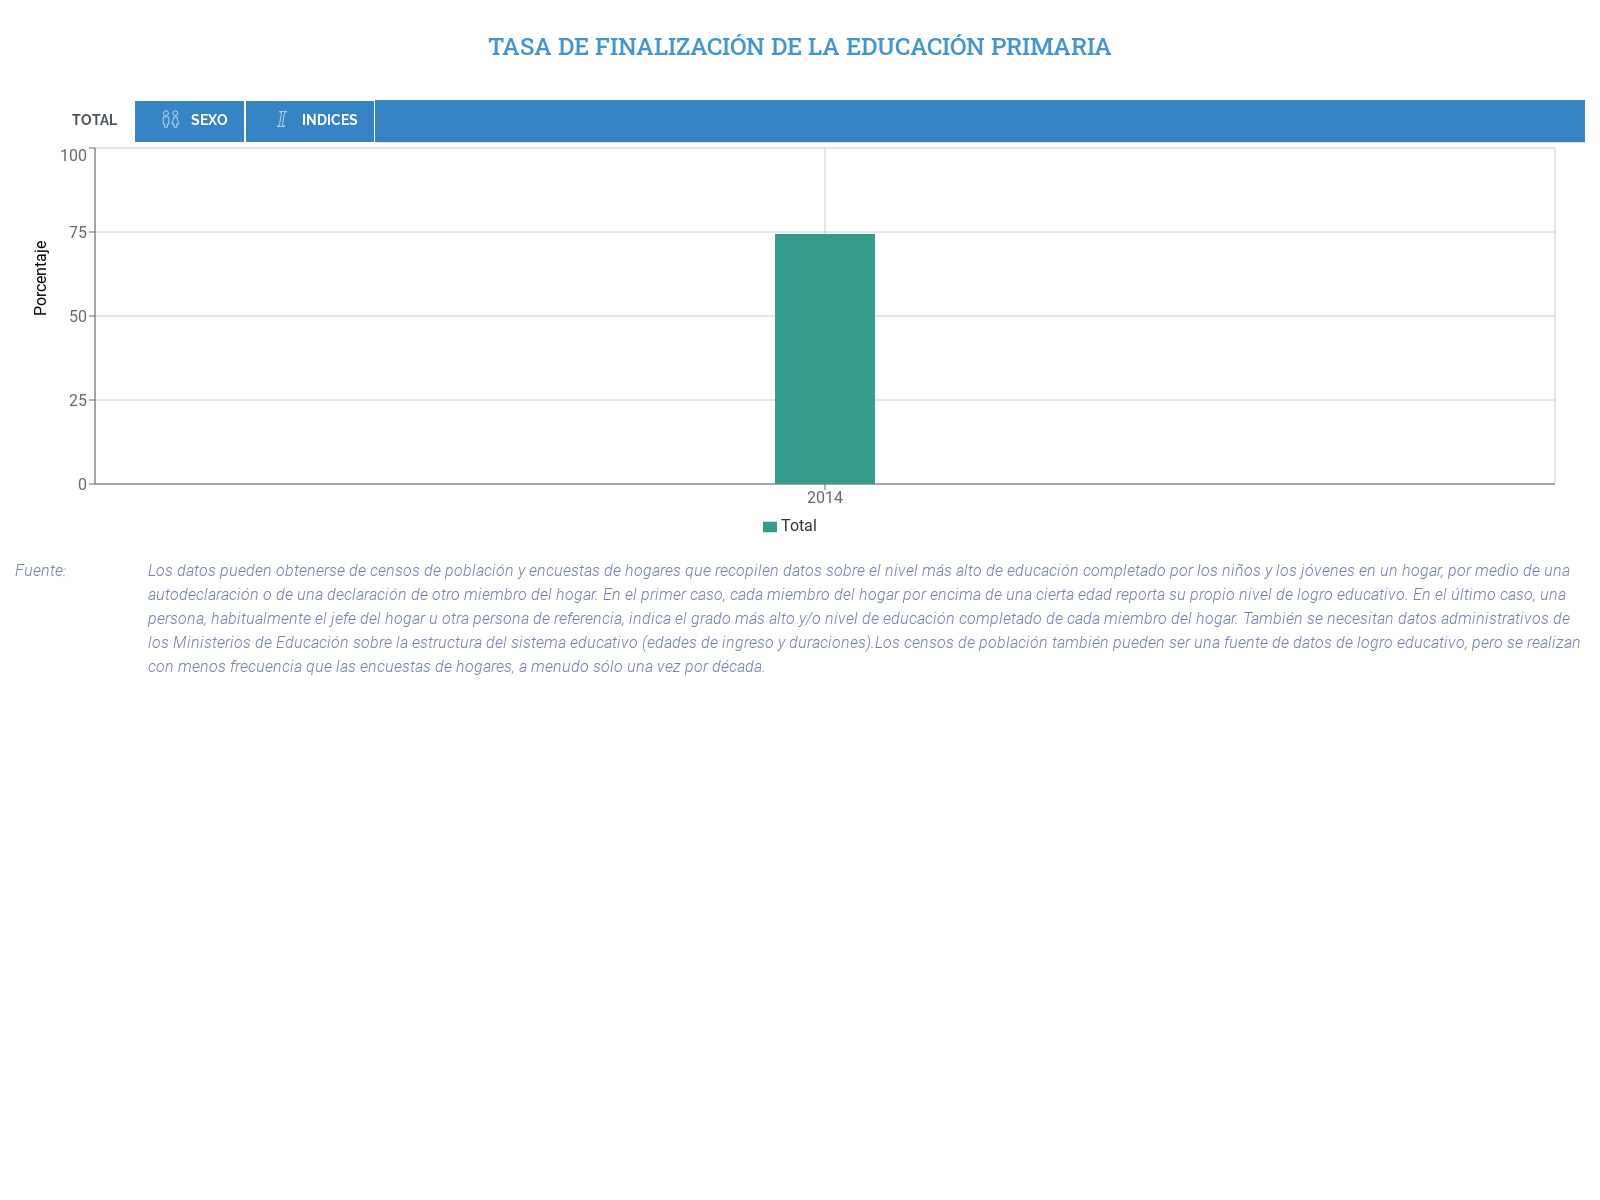 TASA DE FINALIZACIÓN DE LA EDUCACIÓN PRIMARIA
TOTAL SEXO INDICES
100
75
50
25
0
Porcentaje
2014
Total
Fuente: Los datos pueden obtenerse de censos de población y encuestas de hogares que recopilen datos sobre el nivel más alto de educación completado por los niños y los jóvenes en un hogar, por medio de una
autodeclaración o de una declaración de otro miembro del hogar. En el primer caso, cada miembro del hogar por encima de una cierta edad reporta su propio nivel de logro educativo. En el último caso, una
persona, habitualmente el jefe del hogar u otra persona de referencia, indica el grado más alto y/o nivel de educación completado de cada miembro del hogar. También se necesitan datos administrativos de
los Ministerios de Educación sobre la estructura del sistema educativo (edades de ingreso y duraciones).Los censos de población también pueden ser una fuente de datos de logro educativo, pero se realizan
con menos frecuencia que las encuestas de hogares, a menudo sólo una vez por década.